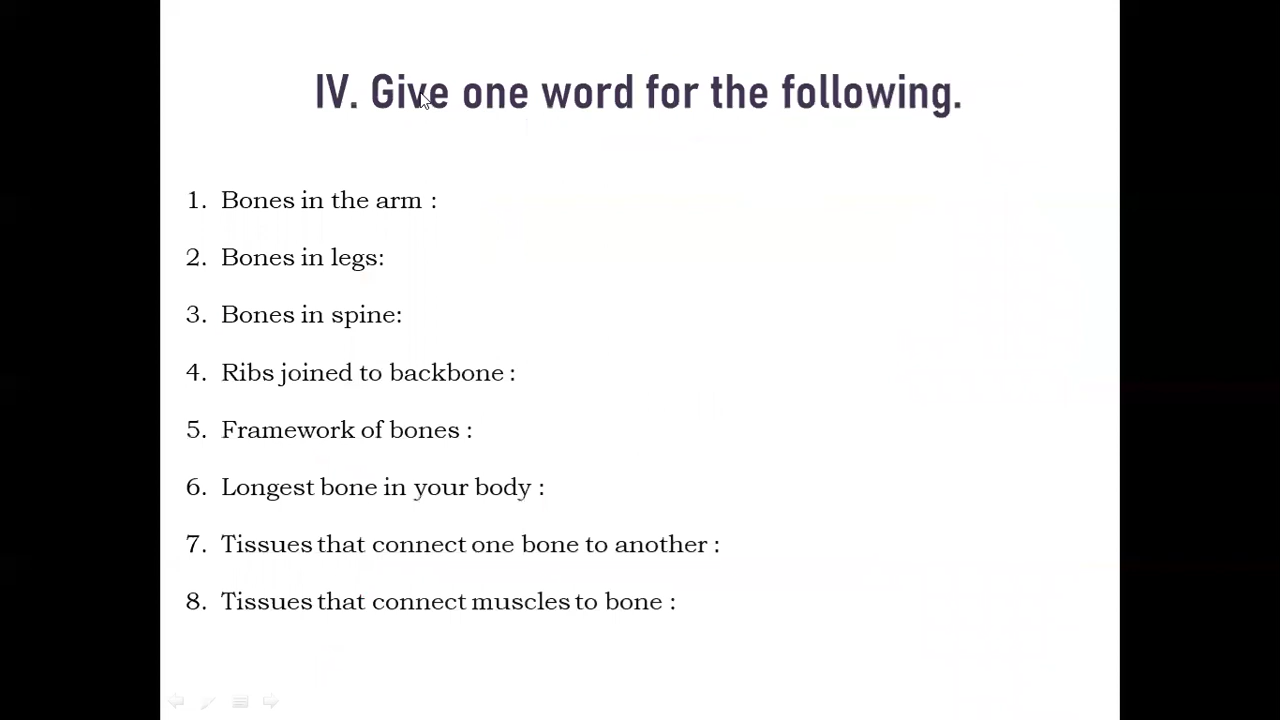 IV. Give one word for the following.
1. Bones in the arm :
2. Bones in legs:
3. Bones in spine:
4. Ribs joined to backbone :
5. Framework of bones :
6. Longest bone in your body :
7. Tissues that connect one bone to another :
8. Tissues that connect muscles to bone :